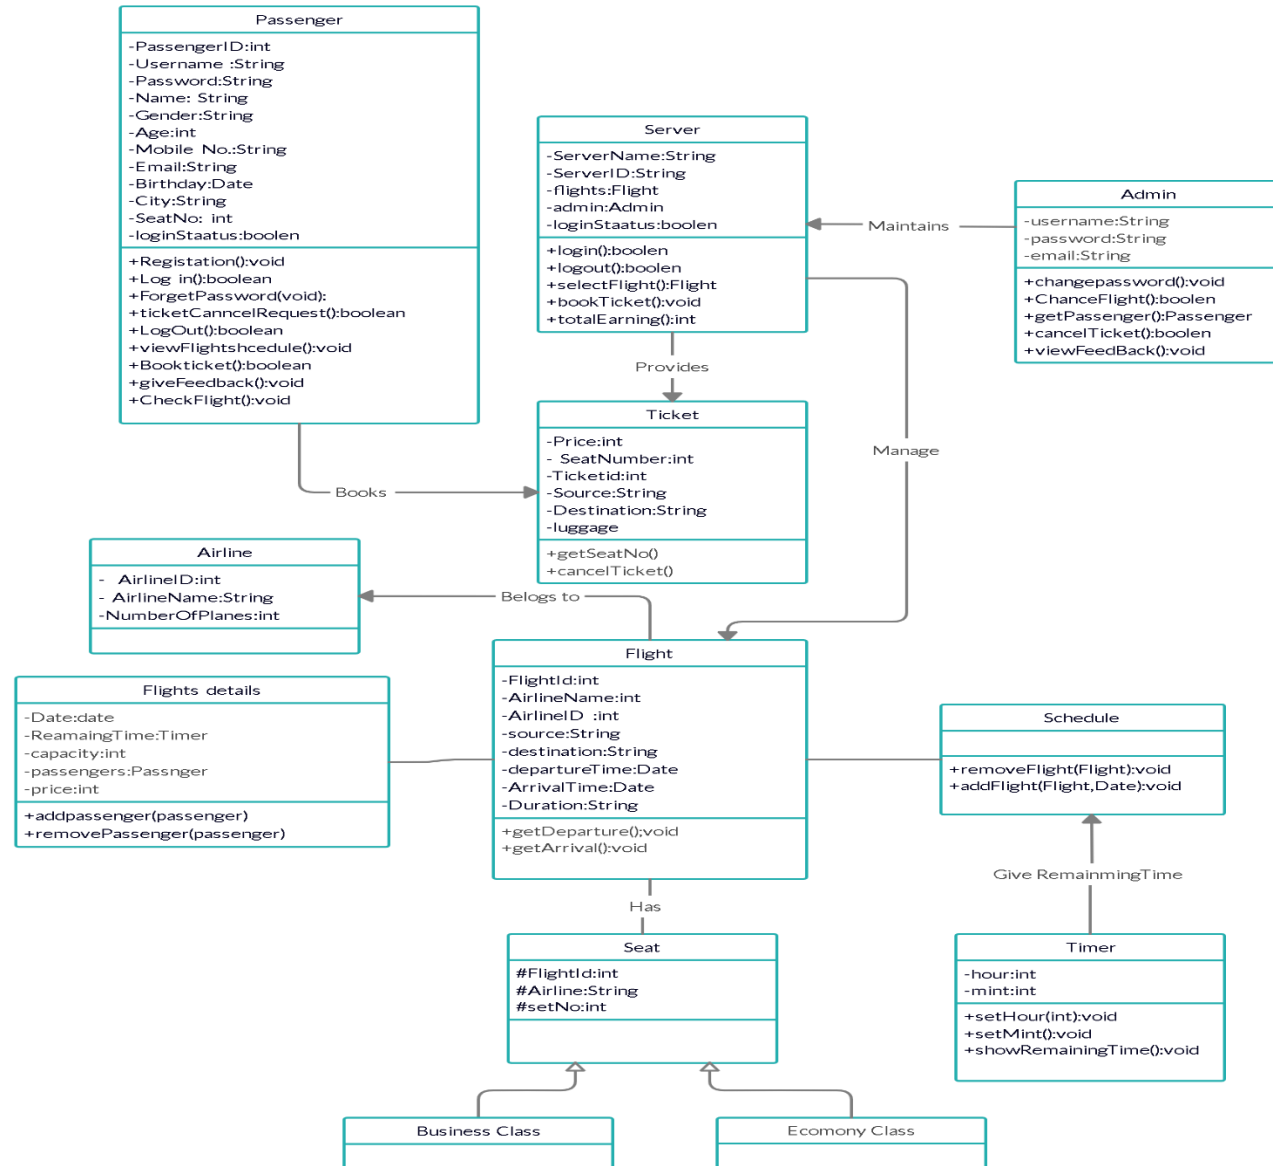 Passenger
-PassengerID:int
-Username :String
-Password:String
-Name: String
-Gender:String
-Age:int
-Mobile No.:String
-Email:String
-Birthday:Date
-City:String
-SeatNo: int
-loginStaatus:boolen
+Registation():void
+Log in():boolean
+ForgetPassword(void):
+ticketCanncelRequest():boolean
+LogOut():boolean
+viewFlightshcedule():void
+Bookticket():boolean
+giveFeedback():void
+CheckFlight():void
Server
-ServerName:String
-ServerID:String
-flights:Flight
-admin:Admin
-loginStaatus:boolen
+login():boolen
+logout():boolen
+selectFlight():Flight
+bookTicket():void
+totalEarning():int
Maintains
Admin
-username:String
-password:String
-email:String
+changepassword():void
+ChanceFlight():boolen
+getPassenger():Passenger
+cancelTicket():boolen
+viewFeedBack():void
Provides
Manage
Books
Ticket
-Price:int
- SeatNumber:int
-Ticketid:int
-Source:String
-Destination:String
-luggage
+getSeatNo()
+cancelTicket()
Airline
- AirlineID:int
- AirlineName:String
-NumberOfPlanes:int
Belogs to
Flights details
-Date:date
-ReamaingTime:Timer
-capacity:int
-passengers:Passnger
-price:int
+addpassenger(passenger)
+removePassenger(passenger)
Flight
-FlightId:int
-AirlineName:int
-AirlineID :int
-source:String
-destination:String
-departureTime:Date
-ArrivalTime:Date
-Duration:String
+getDeparture();void
+getArrival():void
Schedule
+removeFlight(Flight):void
+addFlight(Flight,Date):void
Give RemainmingTime
Has
Seat
#FlightId:int
#Airline:String
#setNo:int
Timer
-hour:int
-mint:int
+setHour(int):void
+setMint():void
+showRemainingTime():void
Business Class
Ecomony Class